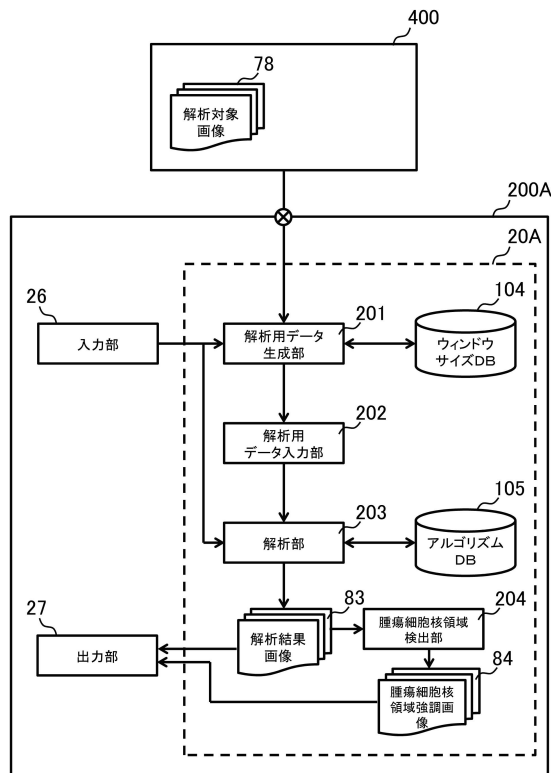 400
78
解析対象
画像
200A
20A
26
入力部
201
解析用データ
生成部
104
ウィンドウ
サイズDB
202
解析用
データ入力部
203
解析部
105
アルゴリズム
DB
83
解析結果
画像
204
腫瘍細胞核領域
検出部
27
出力部
84
腫瘍細胞核
領域強調画
像